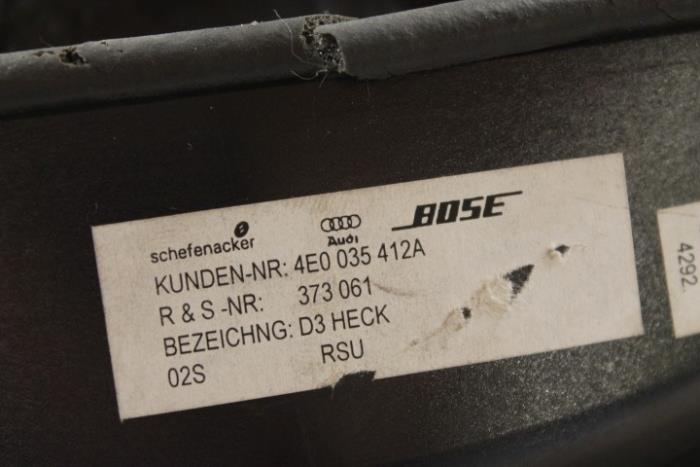 schefenacker Audi BOSE
KUNDEN-NR: 4E0 035 412A
R & S -NR: 373 061
BEZEICHNG: D3 HECK
02S RSU
4292.